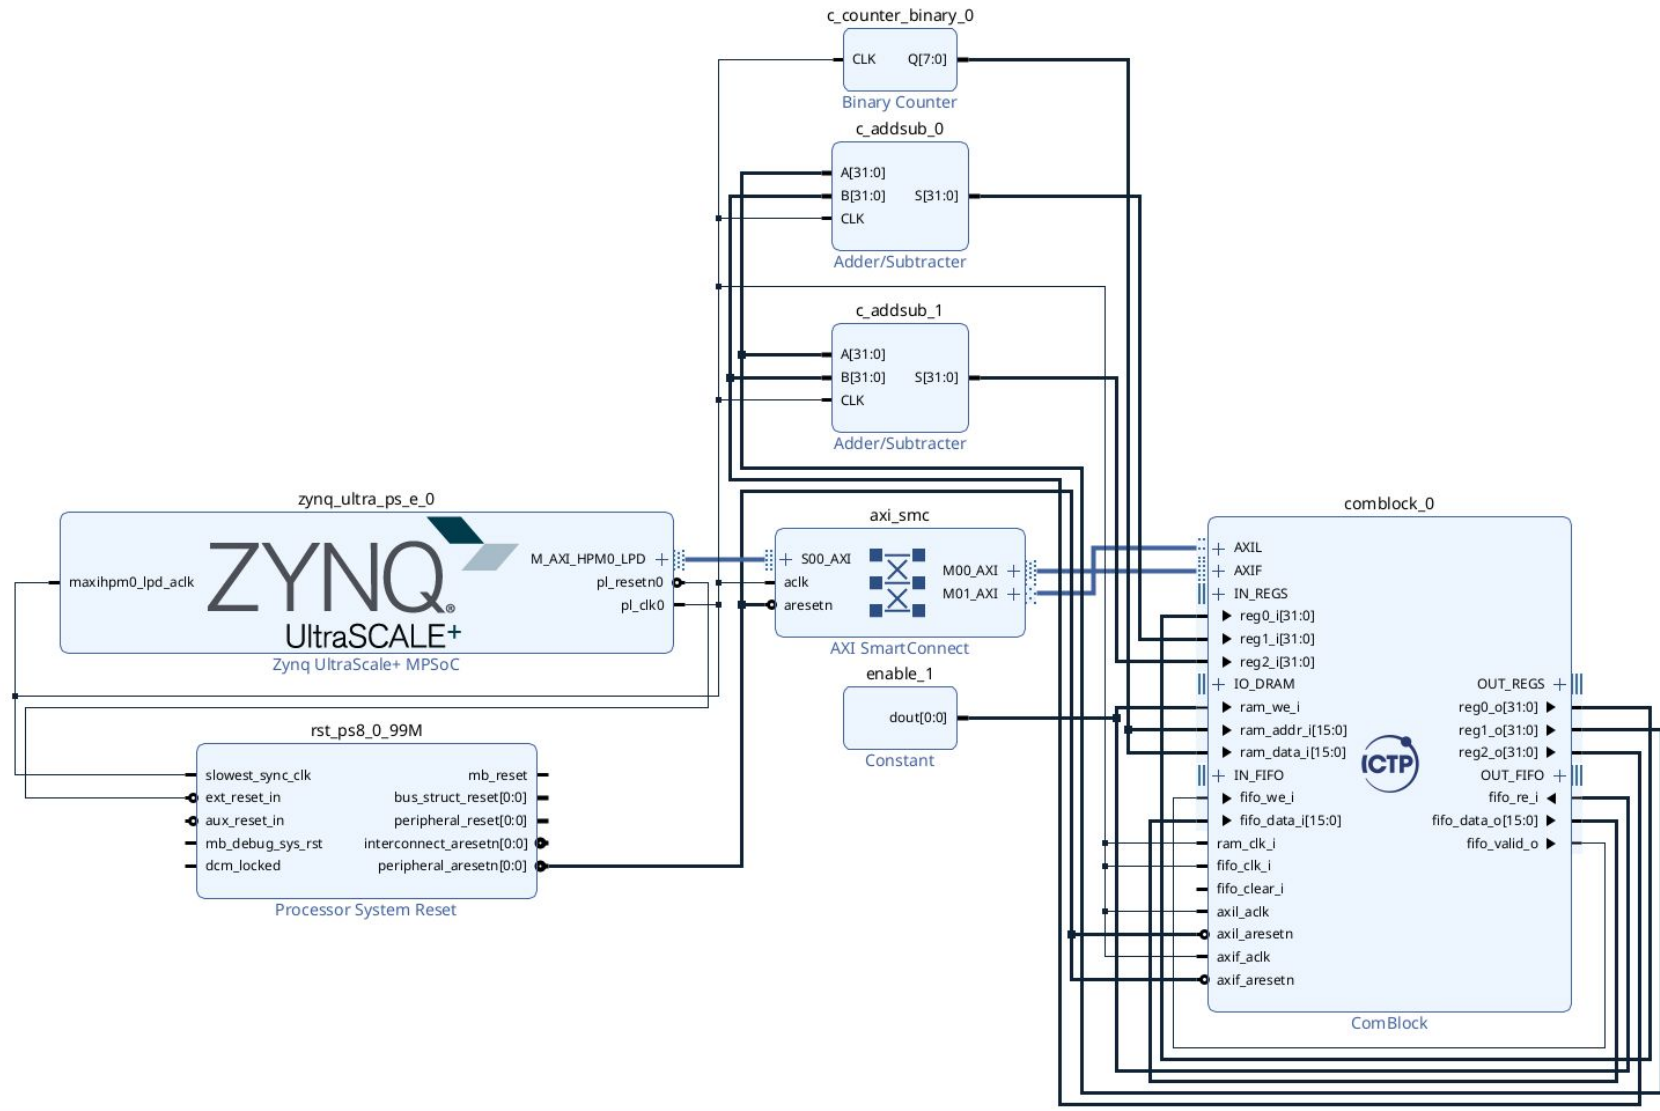 c_counter_binary_0
CLK Q[7:0]
Binary Counter
c_addsub_0
A[31:0]
B[31:0] S[31:0]
CLK
Adder/Subtracter
c_addsub_1
A[31:0]
B[31:0] S[31:0]
CLK
Adder/Subtracter
zynq_ultra_ps_e_0
M_AXI_HPM0_LPD
maxihpm0_lpd_aclk
pl_resetn0
pl_clk0
ZYNQ®
UltraSCALE+
Zynq UltraScale+ MPSoC
axi_smc
S00_AXI
aclk
aresetn
M00_AXI
M01_AXI
AXI SmartConnect
enable_1
dout[0:0]
Constant
rst_ps8_0_99M
slowest_sync_clk mb_reset
ext_reset_in bus_struct_reset[0:0]
aux_reset_in peripheral_reset[0:0]
mb_debug_sys_rst interconnect_aresetn[0:0]
dcm_locked peripheral_aresetn[0:0]
Processor System Reset
comblock_0
AXIL
AXIF
IN_REGS
reg0_i[31:0]
reg1_i[31:0]
reg2_i[31:0]
IO_DRAM OUT_REGS
ram_we_i reg0_o[31:0]
ram_addr_i[15:0] reg1_o[31:0]
ram_data_i[15:0] reg2_o[31:0]
ICTP
IN_FIFO OUT_FIFO
fifo_we_i fifo_re_i
fifo_data_i[15:0] fifo_data_o[15:0]
ram_clk_i fifo_valid_o
fifo_clk_i
fifo_clear_i
axil_aclk
axil_aresetn
axif_aclk
axif_aresetn
ComBlock